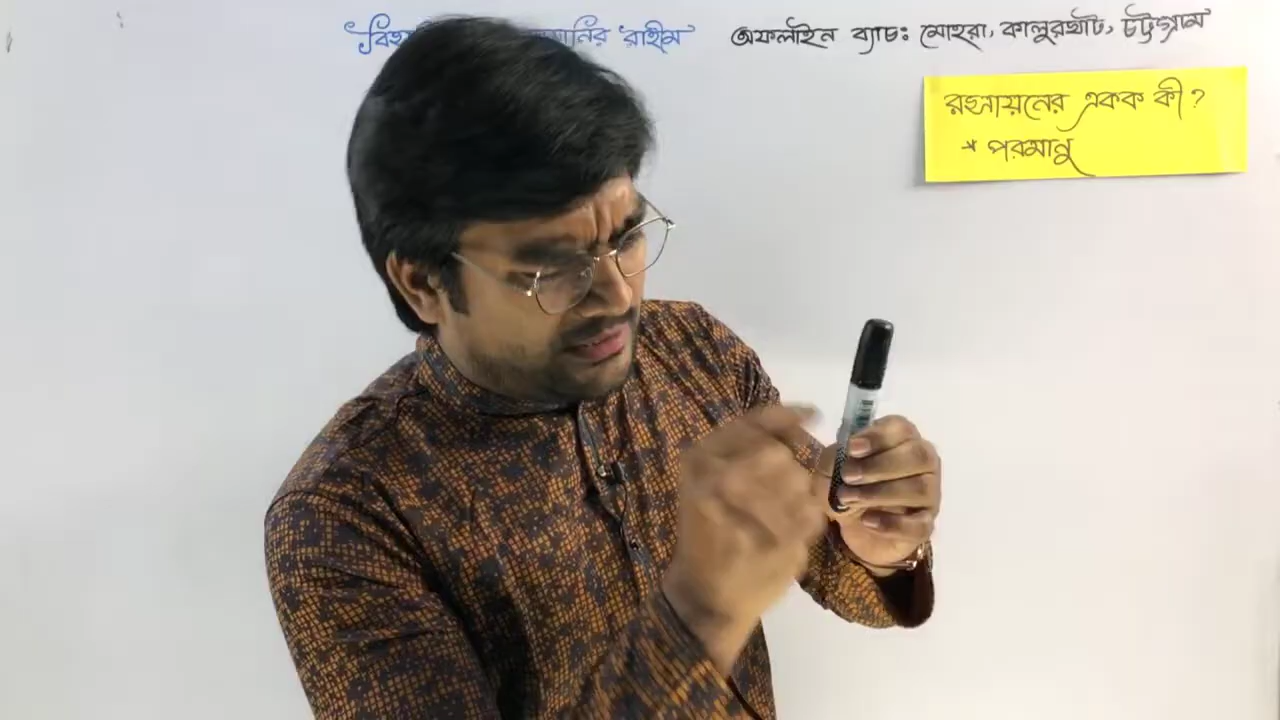 রাহীম অফলাইন ব্যাচঃ মোহরা, কালুরঘাট, চট্টগ্রাম
রসায়নের একক কী?
* পরমানু